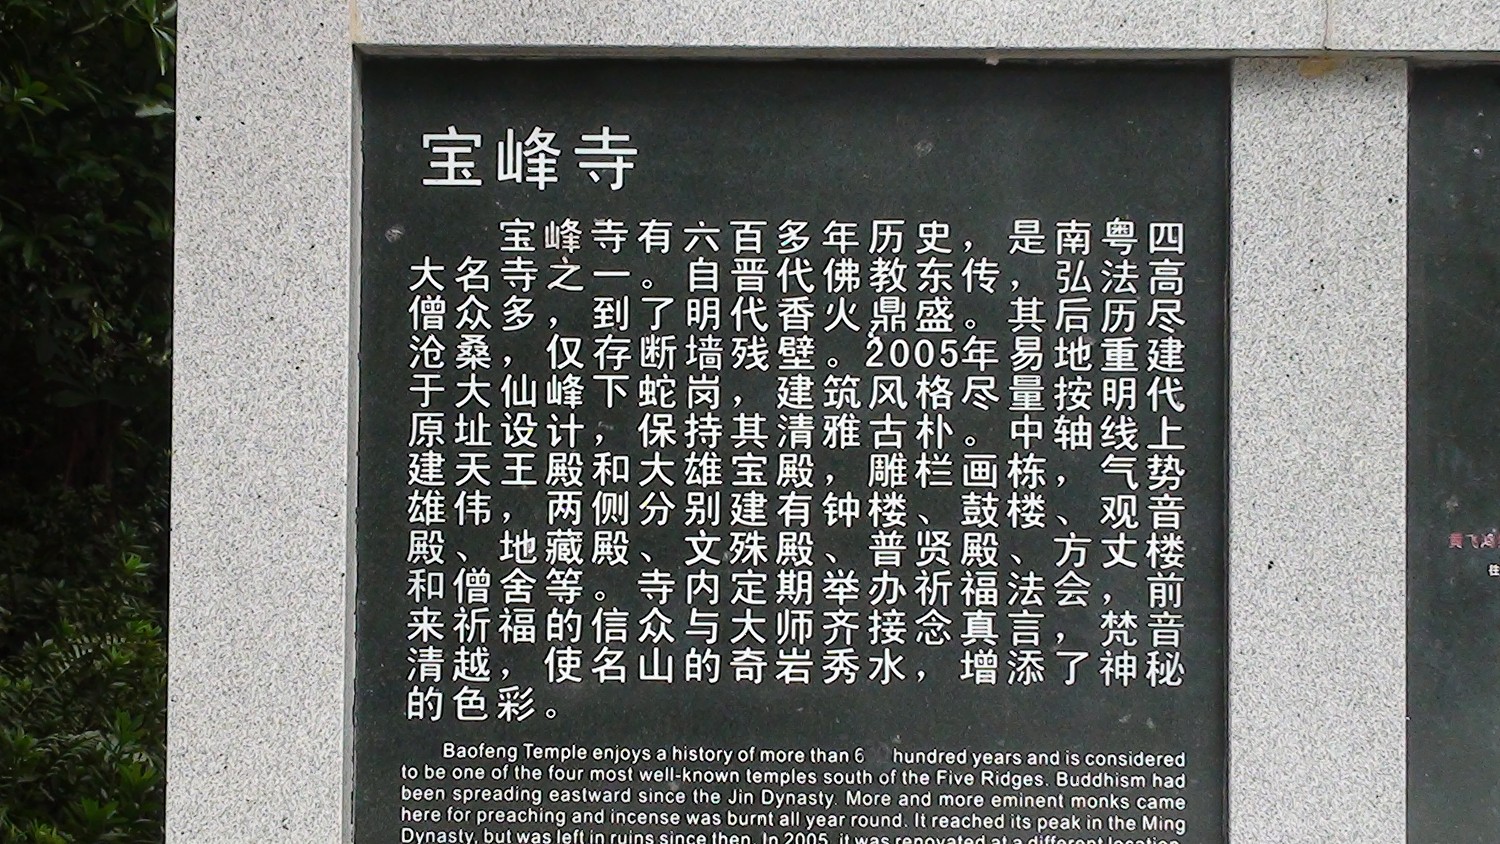 宝峰寺
宝峰寺有六百多年历史，是南粤四
大名寺之一。自晋代佛教东传，弘法高
僧众多，到了明代香火鼎盛。其后历尽
沧桑，仅存断墙残壁。2005年易地重建
于大仙峰下蛇岗，建筑风格尽量按明代
原址设计，保持其清雅古朴。中轴线上
建天王殿和大雄宝殿，雕栏画栋，气势
雄伟，两侧分别建有钟楼、鼓楼、观音
殿、地藏殿、文殊殿、普贤殿、方丈楼
和僧舍等。寺内定期举办祈福法会，前
来祈福的信众与大师齐接念真言，梵音
清越，使名山的奇岩秀水，增添了神秘
的色彩。
Baofeng Temple enjoys a history of more than 6 hundred years and is considered
to be one of the four most well-known temples south of the Five Ridges. Buddhism had
been spreading eastward since the Jin Dynasty. More and more eminent monks came
here for preaching and incense was burnt all year round. It reached its peak in the Ming
Dynasty, but was left in ruins since then. In 2005, it was renovated at a different location
黄飞鸿